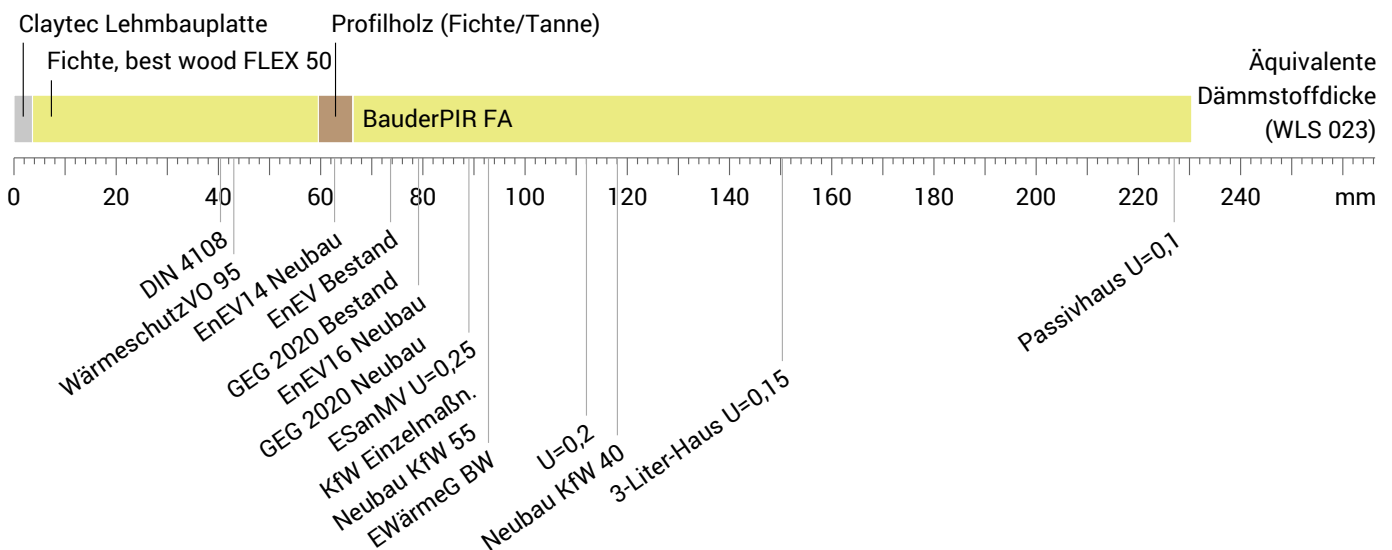 Claytec Lehmbauplatte
Profilholz (Fichte/Tanne)
Fichte, best wood FLEX 50
Äquivalente
Dämmstoffdicke
(WLS 023)
BauderPIR FA
0 20 40 60 80 100 120 140 160 180 200 220 240 mm
DIN 4108
WärmeschutzVO 95
EnEV14 Neubau
EnEV Bestand
GEG 2020 Bestand
EnEV16 Neubau
GEG 2020 Neubau
ESanMV U=0,25
KfW Einzelmaßn.
Neubau KfW 55
EWärmeG BW
U=0,2
Neubau KfW 40
3-Liter-Haus U=0,15
Passivhaus U=0,1